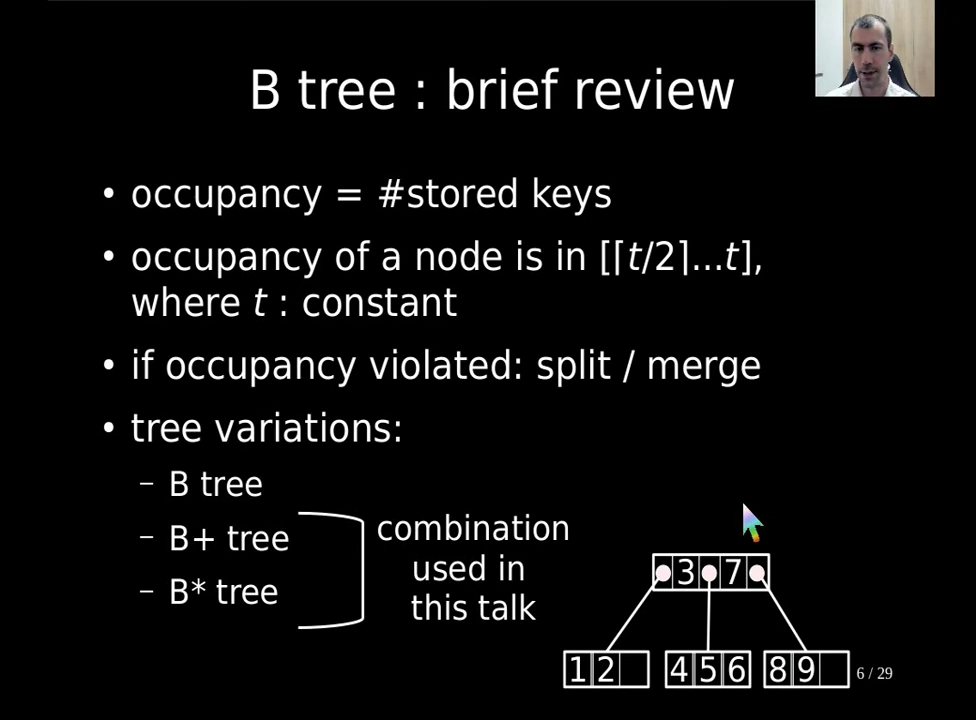 B tree : brief review
• occupancy = #stored keys
• occupancy of a node is in [⌈t/2⌉...t],
where t : constant
• if occupancy violated: split / merge
• tree variations:
– B tree
– B+ tree
– B* tree
combination
used in
this talk
3 7
1 2
4 5 6
8 9
6 / 29